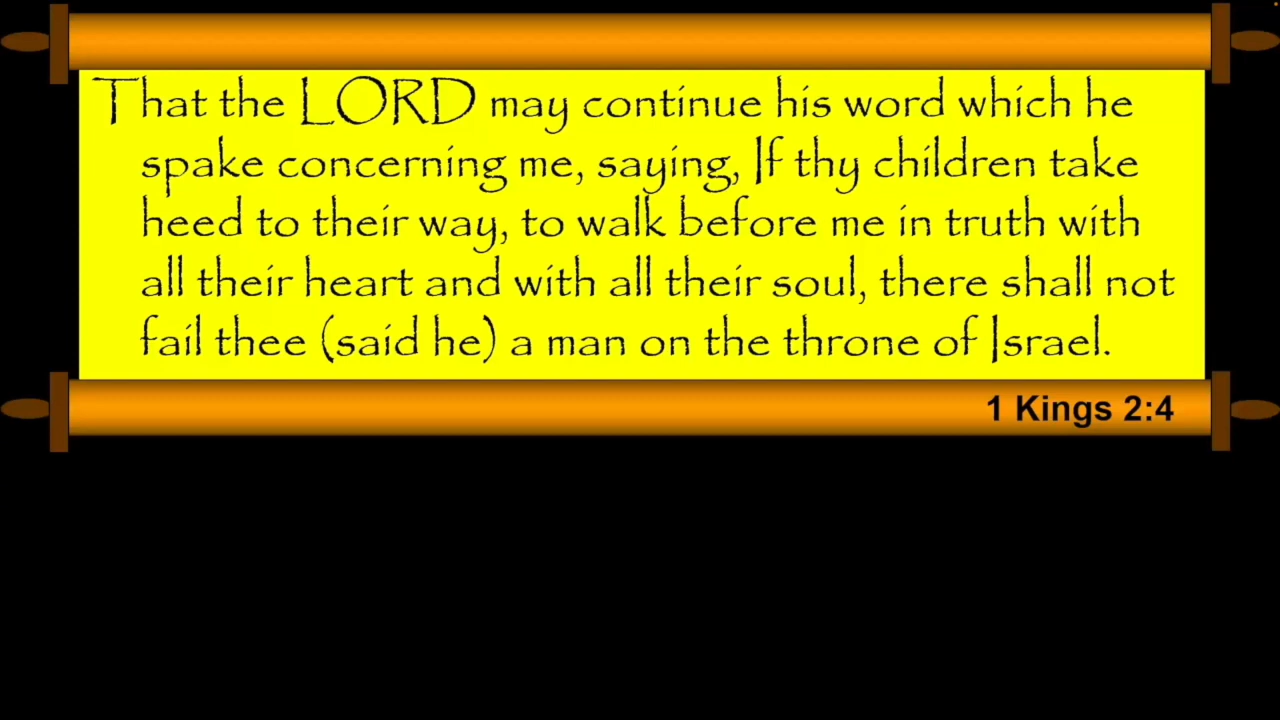 That the LORD may continue his word which he
spake concerning me, saying, If thy children take
heed to their way, to walk before me in truth with
all their heart and with all their soul, there shall not
fail thee (said he) a man on the throne of Israel.
1 Kings 2:4